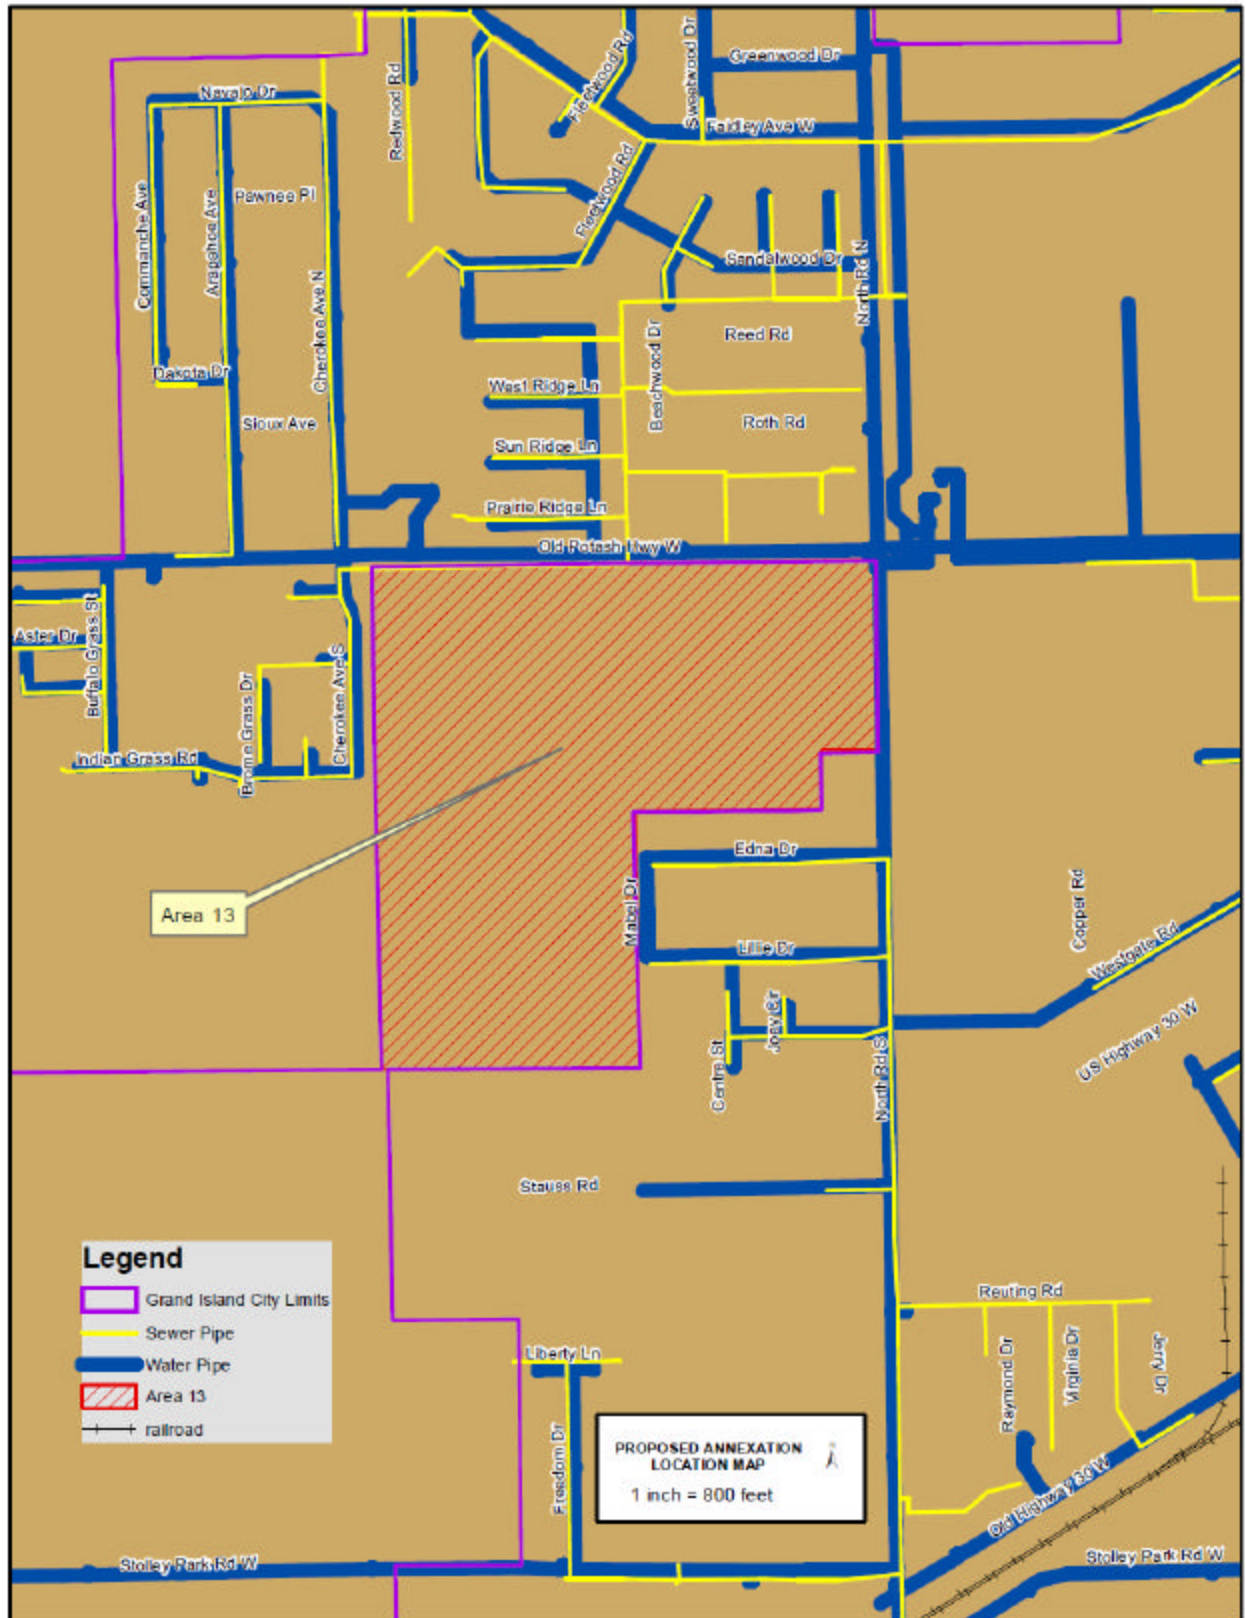 Greenwood Dr
Fleetwood Rd
Sweetwood Dr
Redwood Rd
Navajo Dr
Faidley Ave W
Pawnee Pl
Commanche Ave
Arapahoe Ave
Fleetwood Rd
Sandalwood Dr
North Rd N
Cherokee Ave N
Reed Rd
Beachwood Dr
Dakota Dr
West Ridge Ln
Sioux Ave
Roth Rd
Sun Ridge Ln
Prairie Ridge Ln
Old Potash Hwy W
Aster Dr
Buffalo Grass St
Cherokee Ave S
Brome Grass Dr
Indian Grass Rd
Edna Dr
Area 13
Mabel Dr
Copper Rd
Lillie Dr
Westgate Rd
Joey Cir
US Highway 30 W
Centre St
North Rd S
Stauss Rd
Legend
Grand Island City Limits
Sewer Pipe
Water Pipe
Area 13
railroad
Reuting Rd
Raymond Dr
Virginia Dr
Jerry Dr
Liberty Ln
Freedom Dr
PROPOSED ANNEXATION
LOCATION MAP
1 inch = 800 feet
Old Highway 30 W
Stolley Park Rd W
Stolley Park Rd W